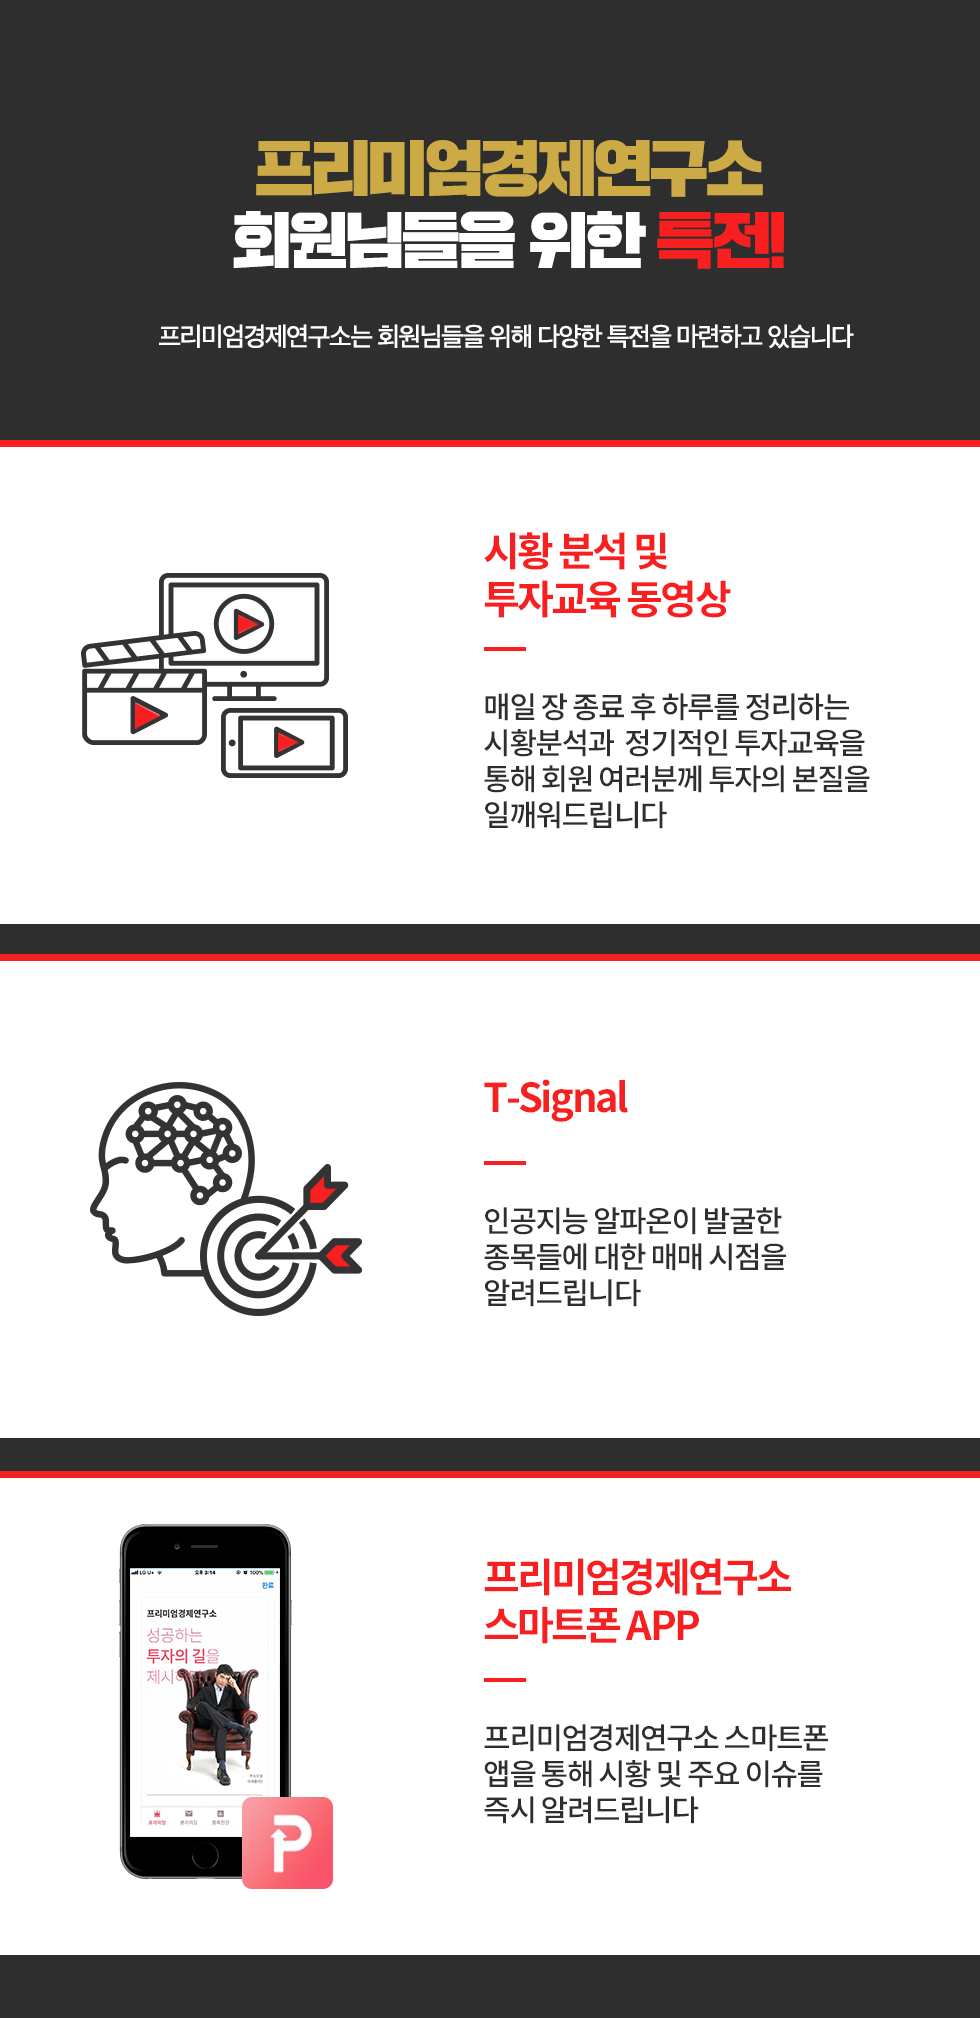 프리미엄경제연구소
회원님들을 위한 특전!
프리미엄경제연구소는 회원님들을 위해 다양한 특전을 마련하고 있습니다
시황 분석 및
투자교육 동영상
매일 장 종료 후 하루를 정리하는
시황분석과 정기적인 투자교육을
통해 회원 여러분께 투자의 본질을
일깨워드립니다
T-Signal
인공지능 알파온이 발굴한
종목들에 대한 매매 시점을
알려드립니다
LG U+ 오후 3:14 100%
완료
프리미엄경제연구소
성공하는
투자의 길을
프리미엄경제연구소
스마트폰 APP
프리미엄경제연구소 스마트폰
앱을 통해 시황 및 주요 이슈를
즉시 알려드립니다
P